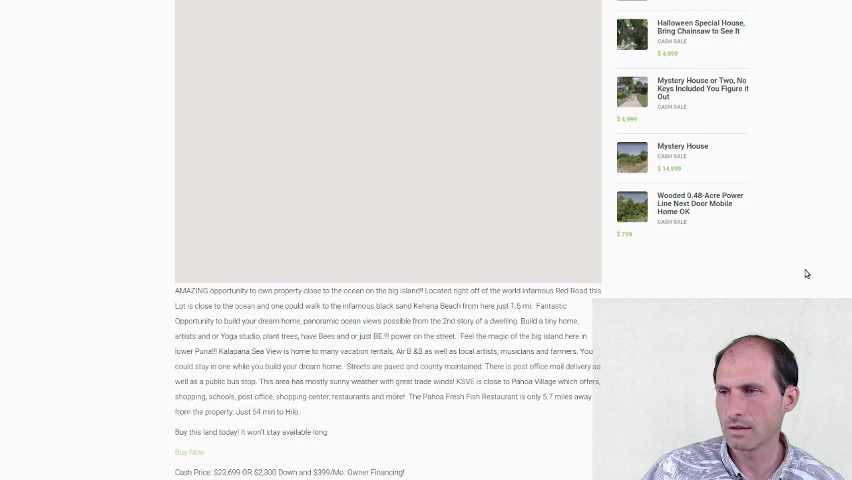 Halloween Special House,
Bring Chainsaw to See It
CASH SALE
$ 4,999
Mystery House or Two, No
Keys Included You Figure it
Out
CASH SALE
$ 4,999
Mystery House
CASH SALE
$ 14,999
Wooded 0.48-Acre Power
Line Next Door Mobile
Home OK
CASH SALE
$ 799
AMAZING opportunity to own property close to the ocean on the big island!! Located right off of the world infamous Red Road this
Lot is close to the ocean and one could walk to the infamous black sand Kehena Beach from here just 1.5 mi. Fantastic
Opportunity to build your dream home, panoramic ocean views possible from the 2nd story of a dwelling. Build a tiny home,
artists and or Yoga studio, plant trees, have Bees and or just BE.!!! power on the street. Feel the magic of the big island here in
lower Puna!!! Kalapana Sea View is home to many vacation rentals, Air B &B as well as local artists, musicians and farmers. You
could stay in one while you build your dream home. Streets are paved and county maintained. There is post office mail delivery as
well as a public bus stop. This area has mostly sunny weather with great trade winds! KSVE is close to Pahoa Village which offers,
shopping, schools, post office, shopping center, restaurants and more! The Pahoa Fresh Fish Restaurant is only 5.7 miles away
from the property. Just 54 min to Hilo.
Buy this land today! It won't stay available long.
Buy Now
Cash Price: $23,699 OR $2,300 Down and $399/Mo. Owner Financing!